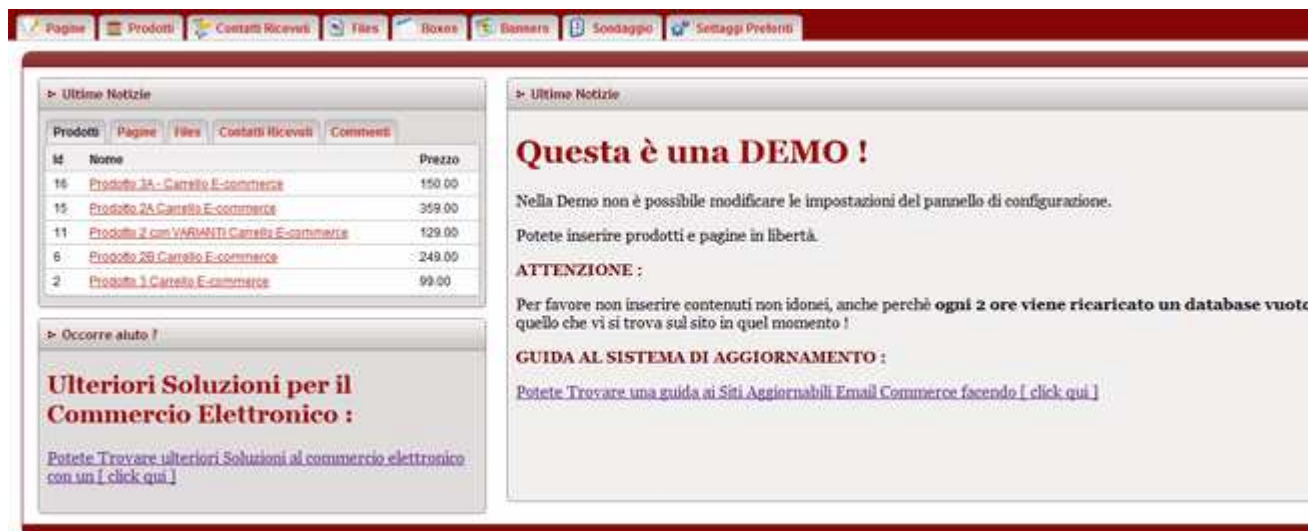 Pagine Prodotti Contatti Ricevuti Files Boxes Banners Sondaggio Settaggi Preferiti
Ultime Notizie
Prodotti Pagine Files Contatti Ricevuti Commenti
Id Nome Prezzo
16 Prodotto 3A - Carrello E-commerce 150.00
15 Prodotto 2A Carrello E-commerce 359.00
11 Prodotto 2 con VARIANTI Carrello E-commerce 129.00
6 Prodotto 2B Carrello E-commerce 249.00
2 Prodotto 3 Carrello E-commerce 99.00
Occorre aiuto ?
Ulteriori Soluzioni per il
Commercio Elettronico :
Potete Trovare ulteriori Soluzioni al commercio elettronico
con un [ click qui ]
Ultime Notizie
Questa è una DEMO !
Nella Demo non è possibile modificare le impostazioni del pannello di configurazione.
Potete inserire prodotti e pagine in libertà.
ATTENZIONE :
Per favore non inserire contenuti non idonei, anche perchè ogni 2 ore viene ricaricato un database vuoto
quello che vi si trova sul sito in quel momento !
GUIDA AL SISTEMA DI AGGIORNAMENTO :
Potete Trovare una guida ai Siti Aggiornabili Email Commerce facendo [ click qui ]